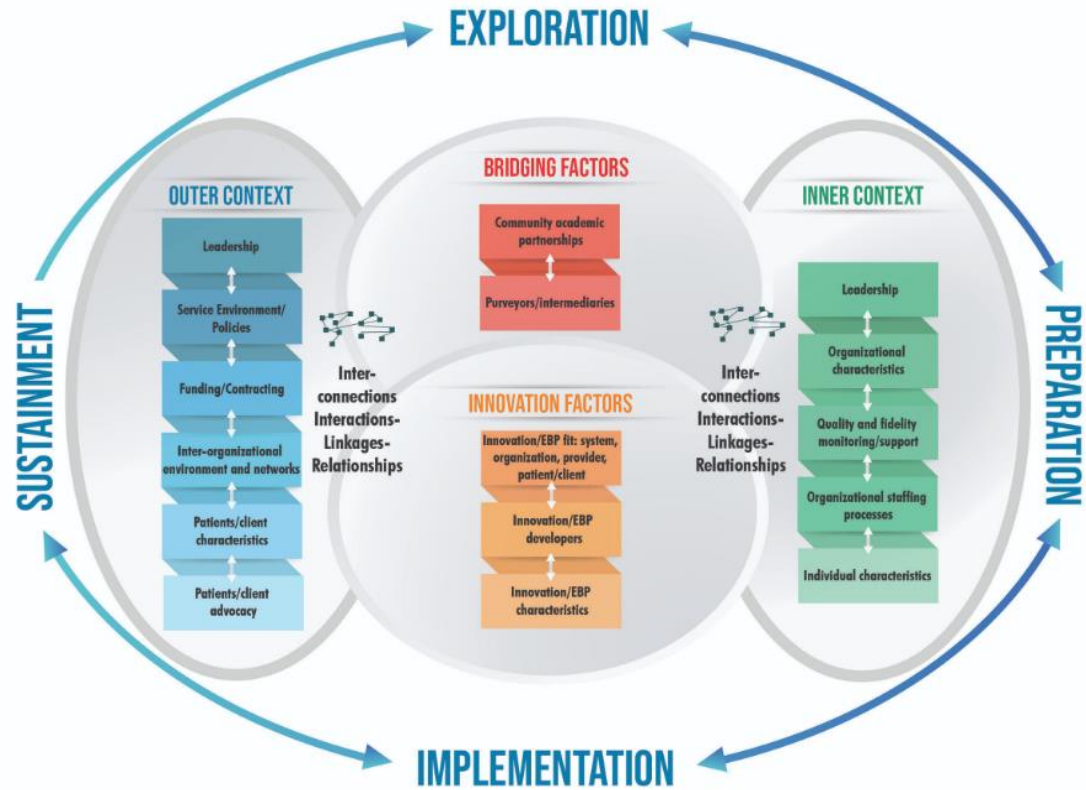 EXPLORATION
BRIDGING FACTORS
Community academic
partnerships
Purveyors/intermediaries
OUTER CONTEXT
Leadership
Service Environment/
Policies
Funding/Contracting
Inter-organizational
environment and networks
Patients/client
characteristics
Patients/client
advocacy
Inter-
connections
Interactions-
Linkages-
Relationships
INNOVATION FACTORS
Innovation/EBP fit: system,
organization, provider,
patient/client
Innovation/EBP
developers
Innovation/EBP
characteristics
Inter-
connections
Interactions-
Linkages-
Relationships
INNER CONTEXT
Leadership
Organizational
characteristics
Quality and fidelity
monitoring/support
Organizational staffing
processes
Individual characteristics
SUSTAINMENT
PREPARATION
IMPLEMENTATION